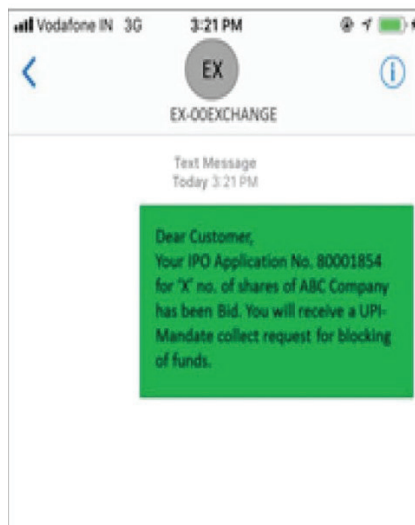 Vodafone IN 3G 3:21 PM
EX
EX-00EXCHANGE
Text Message
Today 3:21 PM
Dear Customer,
Your IPO Application No. 80001854
for 'X' no. of shares of ABC Company
has been Bid. You will receive a UPI-
Mandate collect request for blocking
of funds.